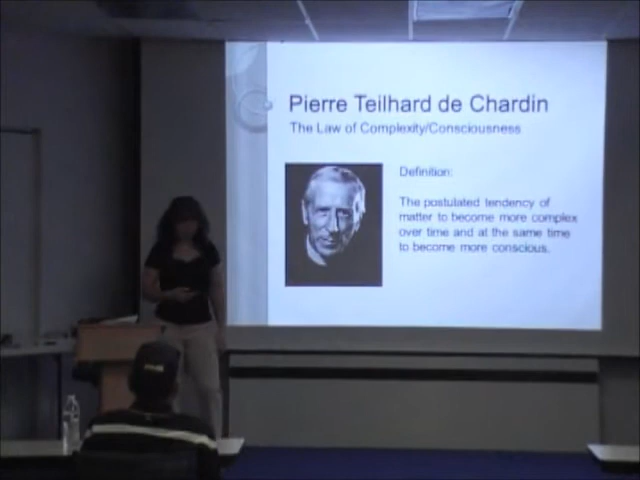 Pierre Teilhard de Chardin
The Law of Complexity/Consciousness
Definition:
The postulated tendency of
matter to become more complex
over time and at the same time
to become more conscious.